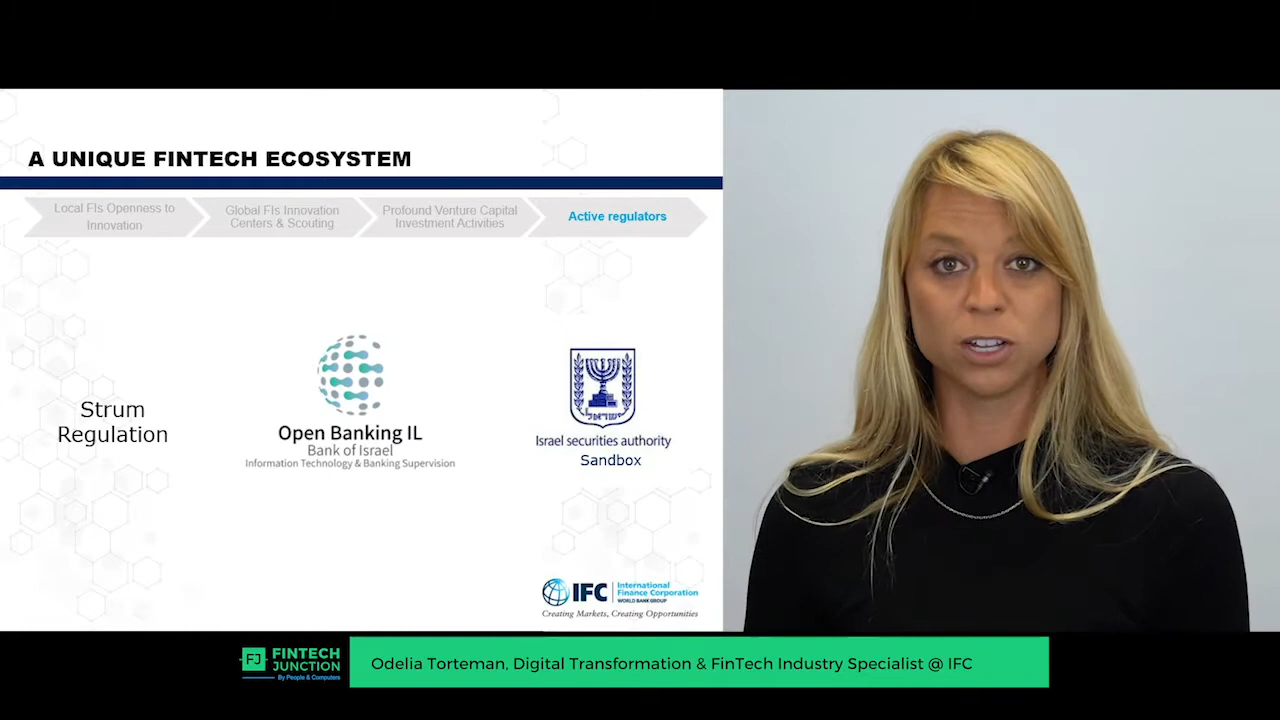 A UNIQUE FINTECH ECOSYSTEM
Local FIs Openness to
Innovation
Global FIs Innovation
Centers & Scouting
Profound Venture Capital
Investment Activities
Active regulators
Strum
Regulation
Open Banking IL
Bank of Israel
Information Technology & Banking Supervision
ישראל
Israel securities authority
Sandbox
IFC
International
Finance Corporation
WORLD BANK GROUP
Creating Markets, Creating Opportunities
FJ
FINTECH
JUNCTION
By People & Computers
Odelia Torteman, Digital Transformation & FinTech Industry Specialist @ IFC